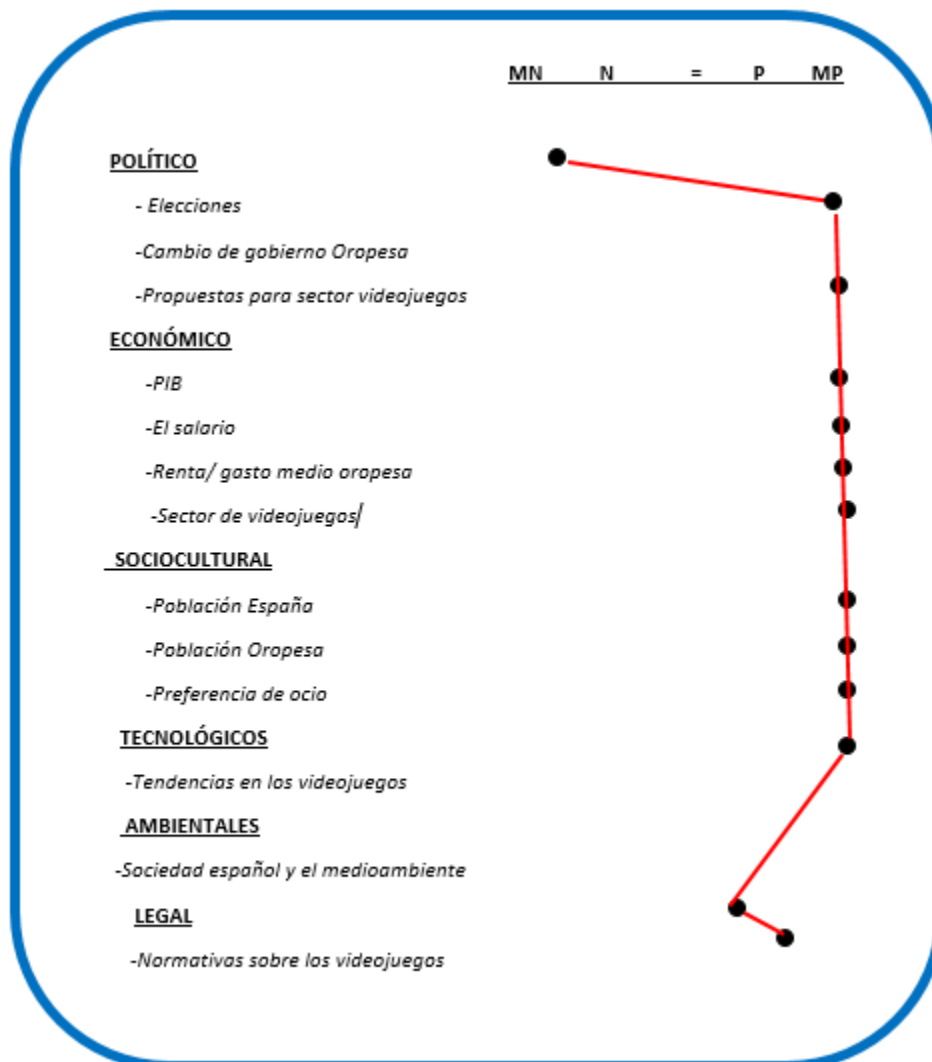 MN N = P MP
POLÍTICO
- Elecciones
-Cambio de gobierno Oropesa
-Propuestas para sector videojuegos
ECONÓMICO
-PIB
-El salario
-Renta/ gasto medio oropesa
-Sector de videojuegos
SOCIOCULTURAL
-Población España
-Población Oropesa
-Preferencia de ocio
TECNOLÓGICOS
-Tendencias en los videojuegos
AMBIENTALES
-Sociedad español y el medioambiente
LEGAL
-Normativas sobre los videojuegos